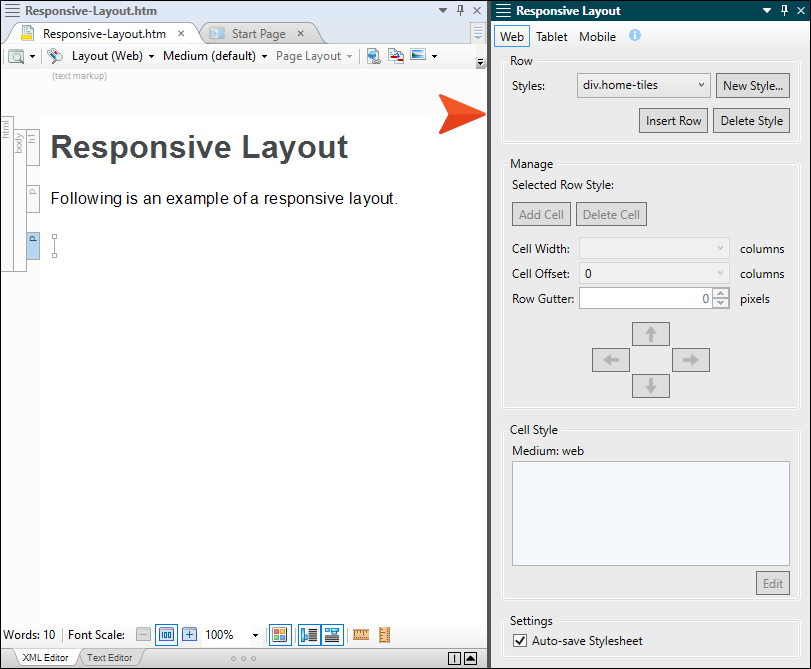 Responsive-Layout.htm
Responsive-Layout.htm
Start Page
Layout (Web)
Medium (default)
Page Layout
(text markup)
html
body
h1
Responsive Layout
p
Following is an example of a responsive layout.
p
Words: 10
Font Scale:
100
100%
XML Editor
Text Editor
Responsive Layout
Web
Tablet
Mobile
Row
Styles:
div.home-tiles
New Style...
Insert Row
Delete Style
Manage
Selected Row Style:
Add Cell
Delete Cell
Cell Width:
columns
Cell Offset:
0
columns
Row Gutter:
0
pixels
Cell Style
Medium: web
Edit
Settings
Auto-save Stylesheet